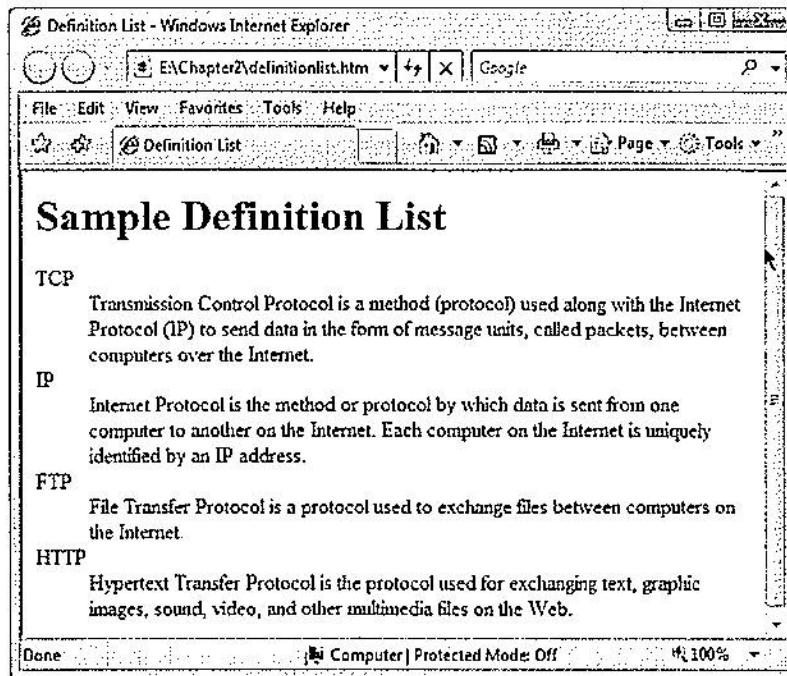 Definition List - Windows Internet Explorer
E:\Chapter2\definitionlist.htm
Google
File Edit View Favorites Tools Help
Definition List
Page Tools
Sample Definition List
TCP
Transmission Control Protocol is a method (protocol) used along with the Internet
Protocol (IP) to send data in the form of message units, called packets, between
computers over the Internet.
IP
Internet Protocol is the method or protocol by which data is sent from one
computer to another on the Internet. Each computer on the Internet is uniquely
identified by an IP address.
FTP
File Transfer Protocol is a protocol used to exchange files between computers on
the Internet.
HTTP
Hypertext Transfer Protocol is the protocol used for exchanging text, graphic
images, sound, video, and other multimedia files on the Web.
Done Computer | Protected Mode: Off 100%